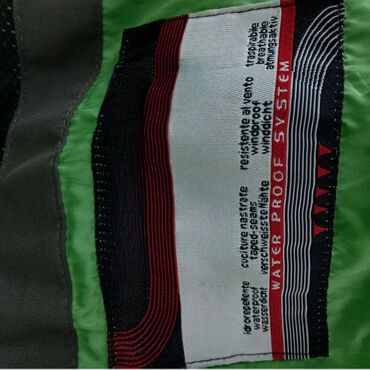 idrorepellente
waterproof
wasserdicht
cuciture nastrate
taped-seams
verschweisste Nähte
resistente al vento
windproof
winddicht
traspirabile
breathable
atmungsaktiv
WATER PROOF SYSTEM